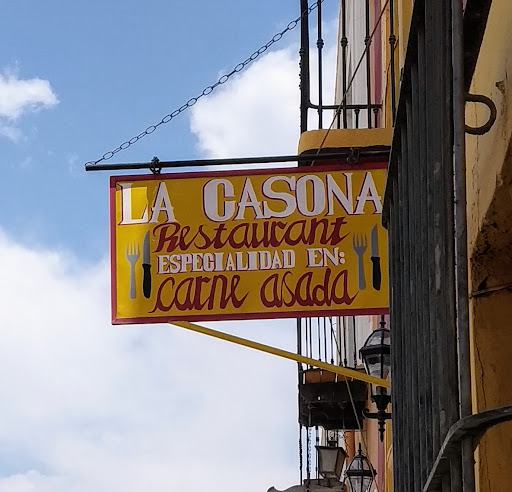 LA CASONA
Restaurant
ESPECIALIDAD EN:
carne asada